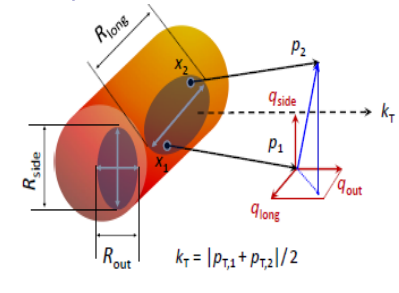 R_long
x_2
p_2
q_side
k_T
p_1
x_1
R_side
q_out
q_long
R_out
k_T = |p_T,1 + p_T,2|/2